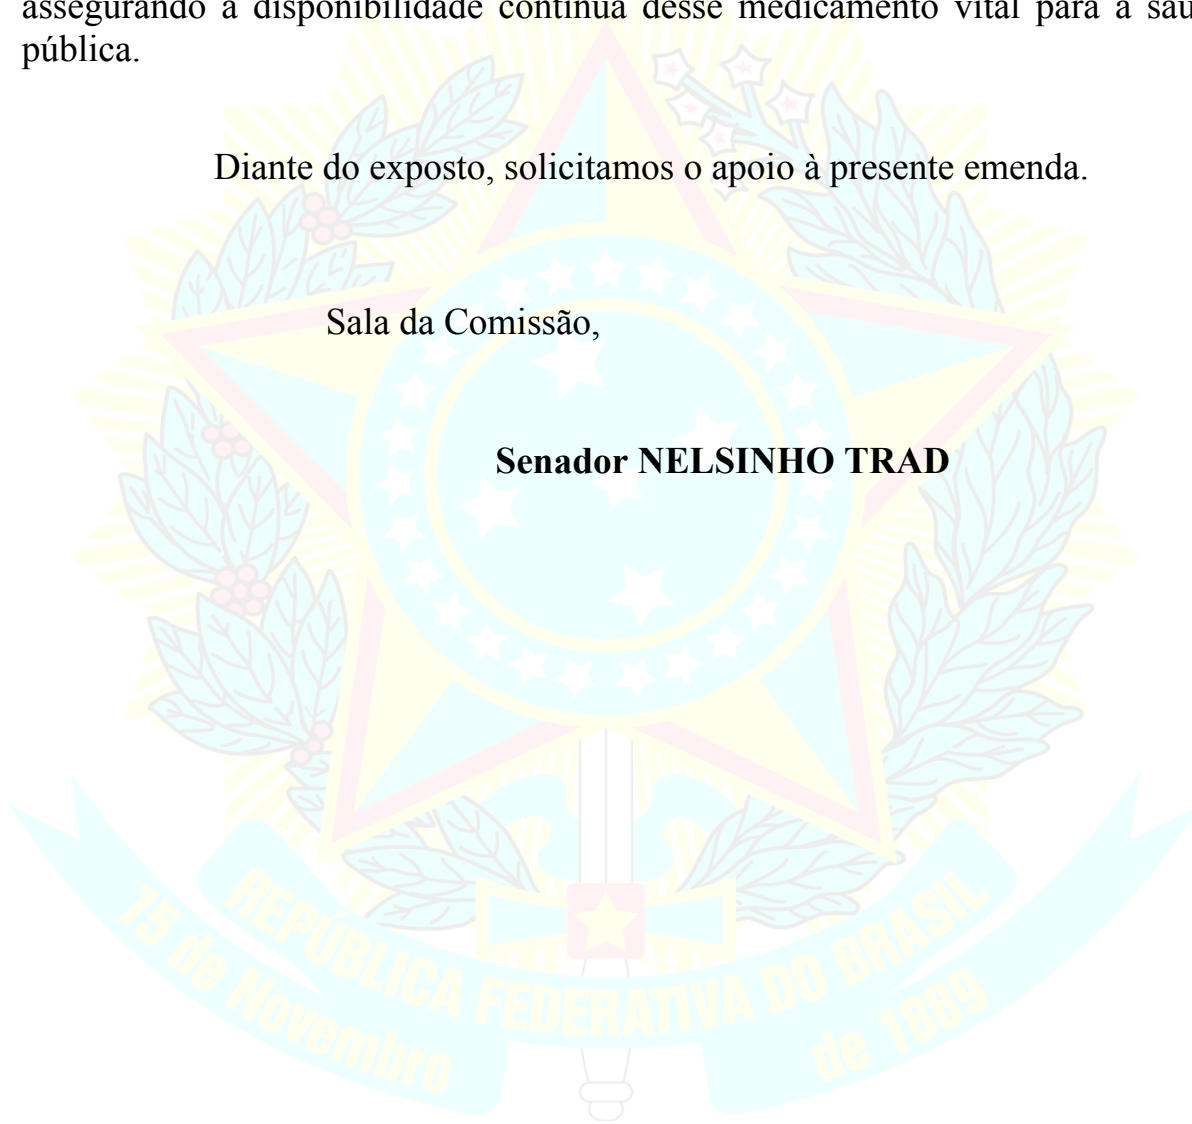 assegurando a disponibilidade contínua desse medicamento vital para a saú
pública.
Diante do exposto, solicitamos o apoio à presente emenda.
Sala da Comissão,
Senador NELSINHO TRAD
REPÚBLICA FEDERATIVA DO BRASIL
15 de Novembro
de 1889